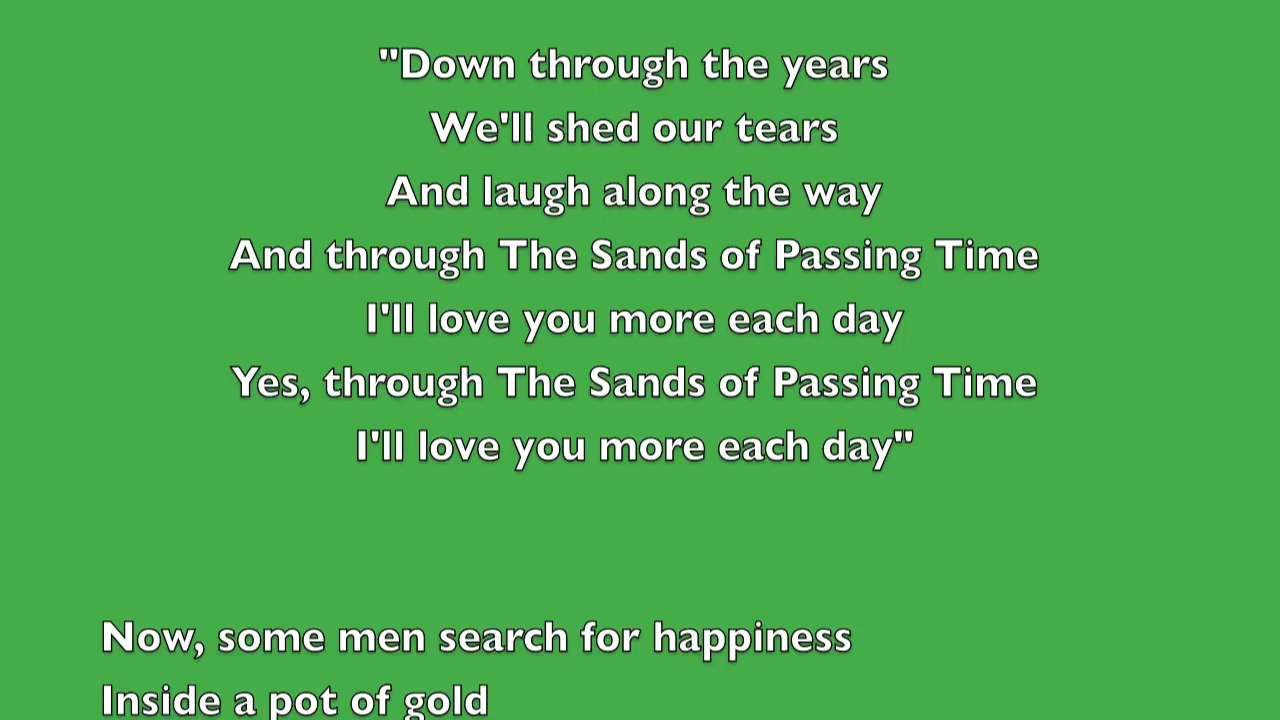 "Down through the years
We'll shed our tears
And laugh along the way
And through The Sands of Passing Time
I'll love you more each day
Yes, through The Sands of Passing Time
I'll love you more each day"
Now, some men search for happiness
Inside a pot of gold